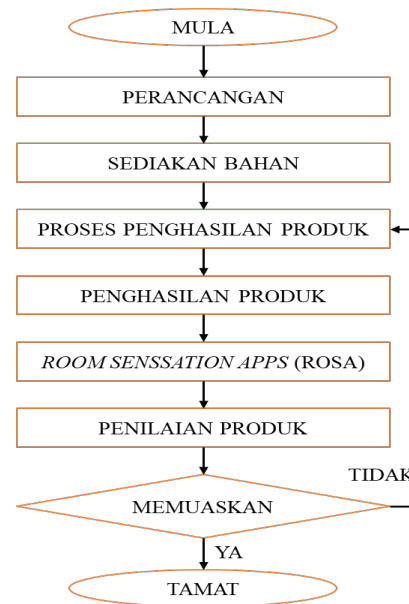 MULA
PERANCANGAN
SEDIAKAN BAHAN
PROSES PENGHASILAN PRODUK
PENGHASILAN PRODUK
ROOM SENSSATION APPS (ROSA)
PENILAIAN PRODUK
TIDAK
MEMUASKAN
YA
TAMAT